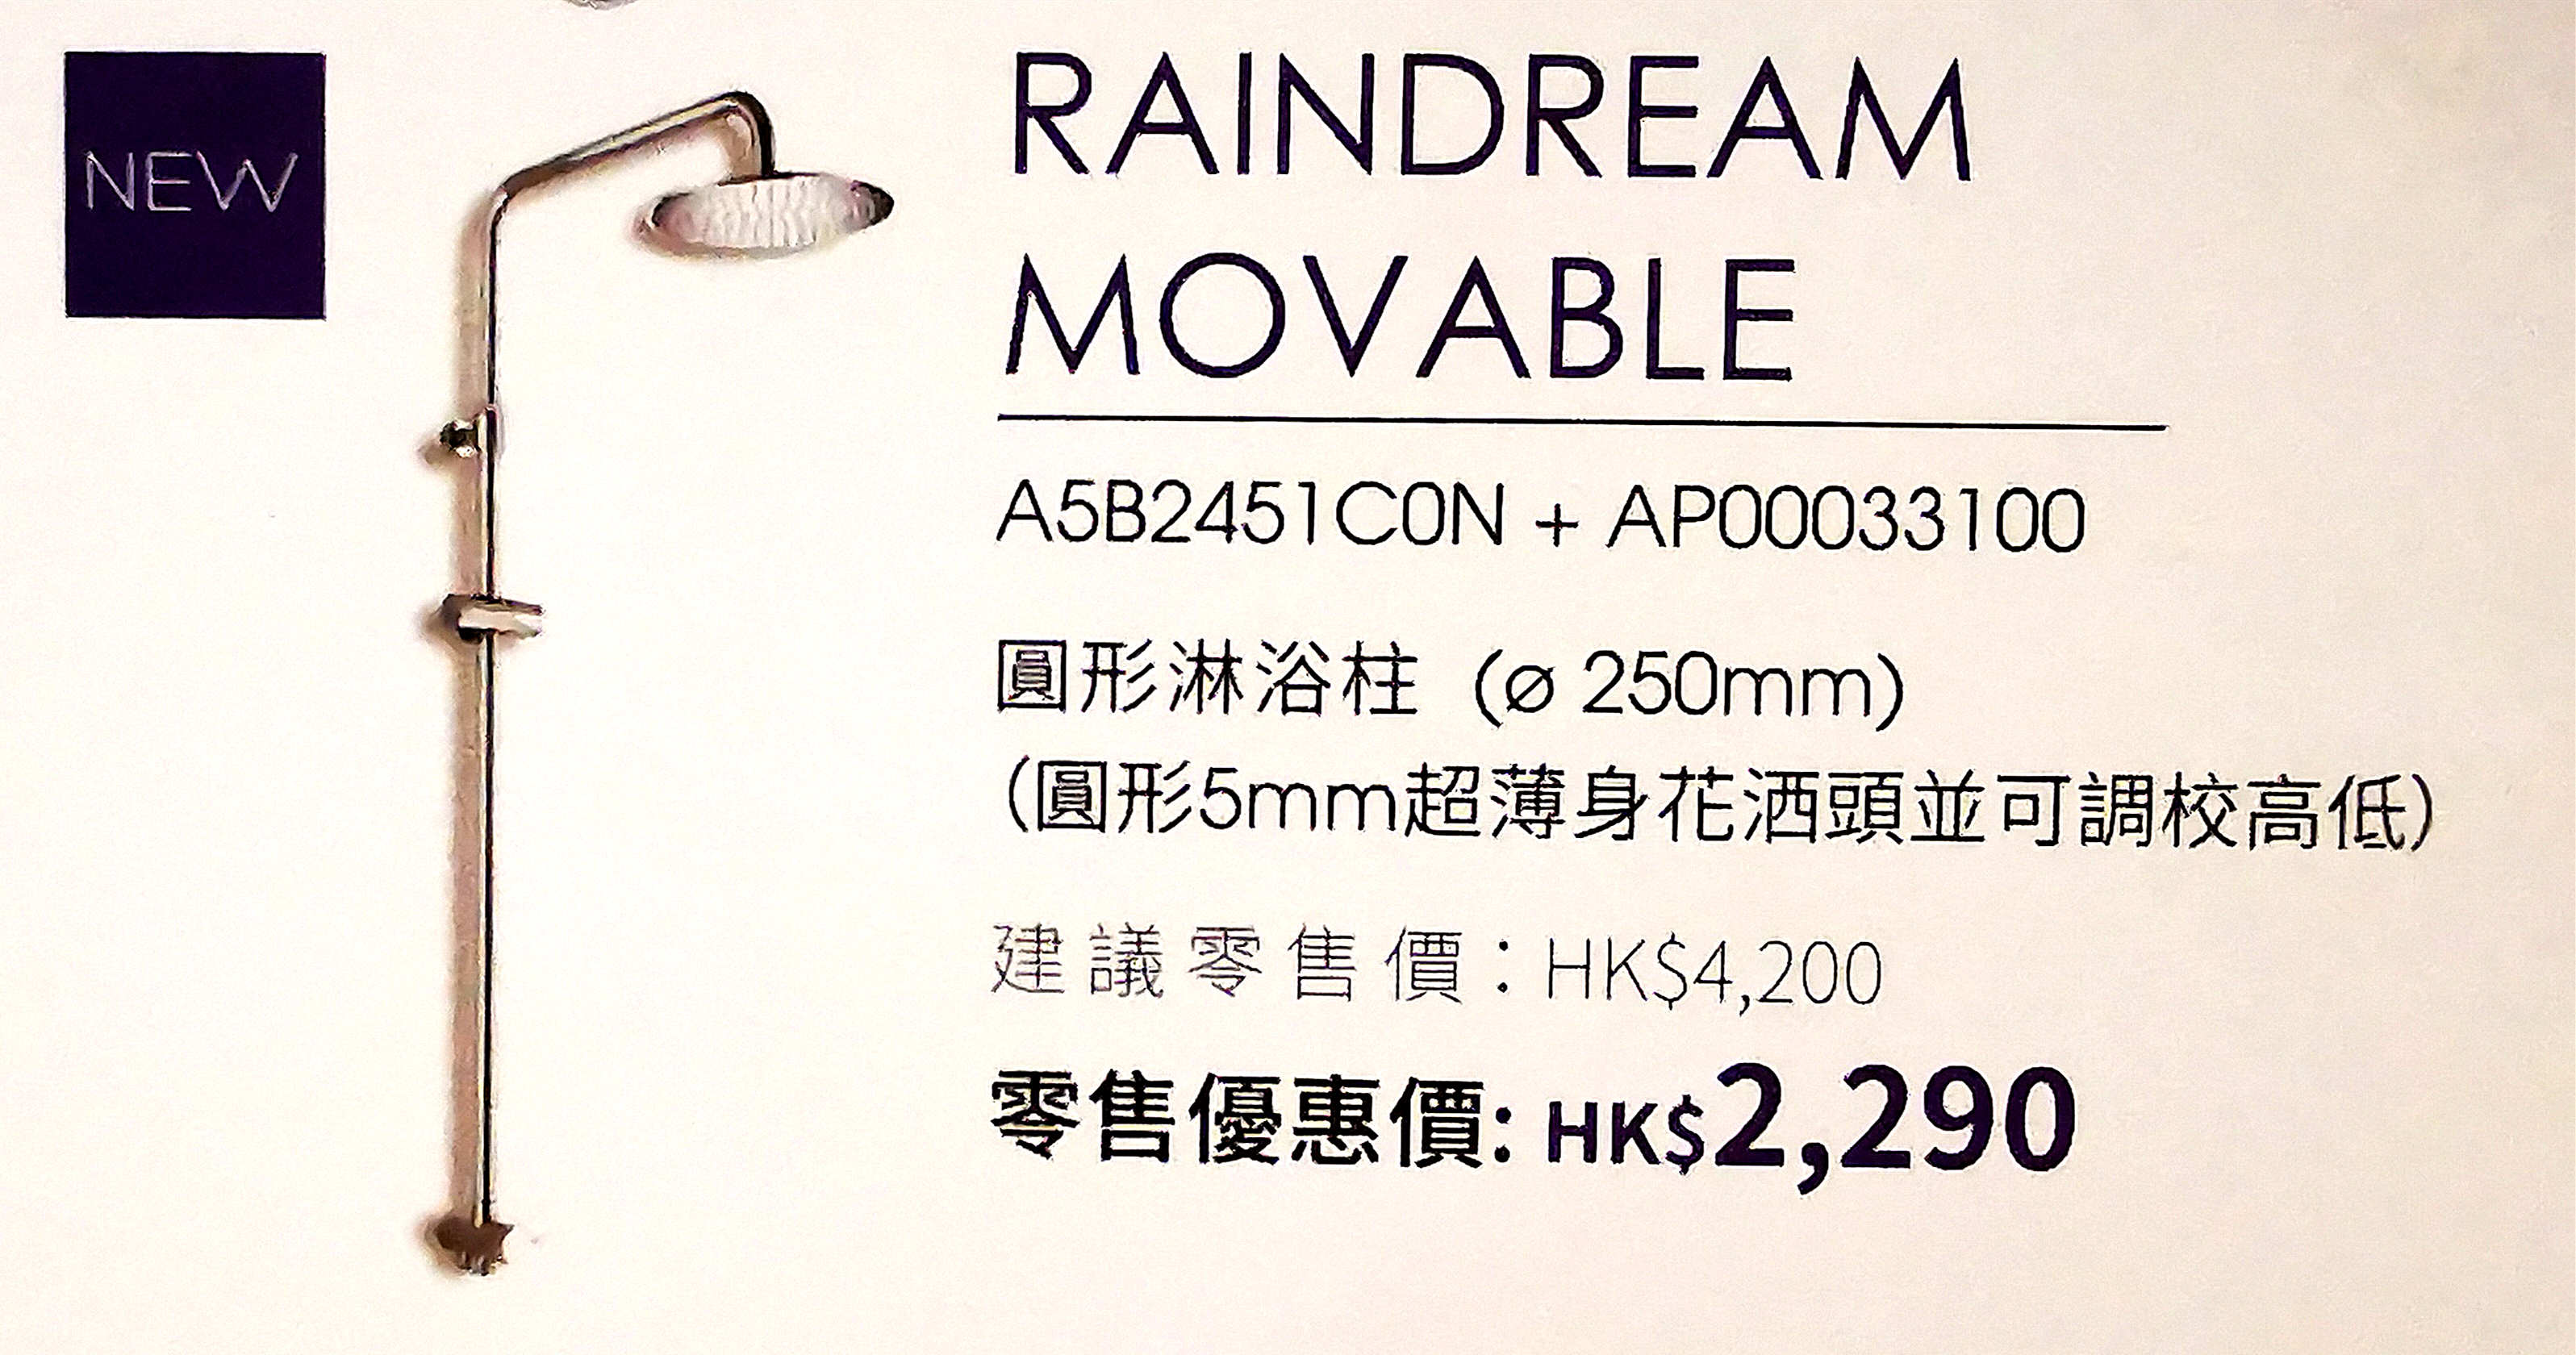 NEW
RAINDREAM
MOVABLE
A5B2451C0N + AP00033100
圓形淋浴柱 (ø 250mm)
(圓形5mm超薄身花洒頭並可調校高低)
建議零售價：HK$4,200
零售優惠價: HK$2,290